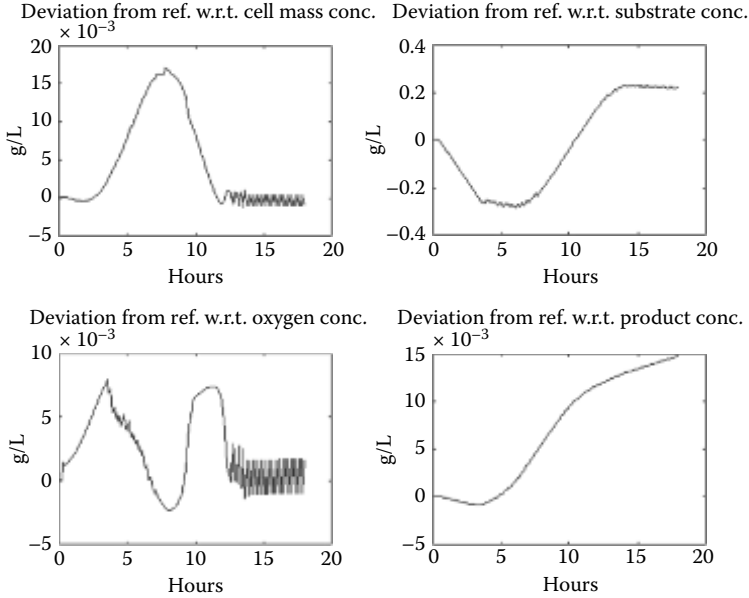 Deviation from ref. w.r.t. cell mass conc.
× 10⁻³
20
15
10
5
0
−5
g/L
0 5 10 15 20
Hours
Deviation from ref. w.r.t. substrate conc.
0.4
0.2
0
−0.2
−0.4
g/L
0 5 10 15 20
Hours
Deviation from ref. w.r.t. oxygen conc.
× 10⁻³
10
5
0
−5
g/L
0 5 10 15 20
Hours
Deviation from ref. w.r.t. product conc.
× 10⁻³
15
10
5
0
−5
g/L
0 5 10 15 20
Hours